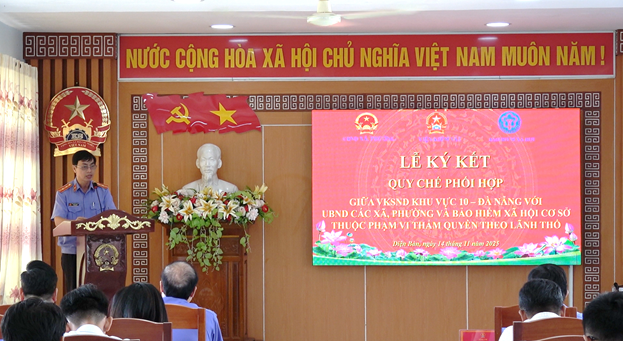 NƯỚC CỘNG HÒA XÃ HỘI CHỦ NGHĨA VIỆT NAM MUÔN NĂM !
LỄ KÝ KẾT
QUY CHẾ PHỐI HỢP
GIỮA VKSND KHU VỰC 10 – ĐÀ NẴNG VỚI
UBND CÁC XÃ, PHƯỜNG VÀ BẢO HIỂM XÃ HỘI CƠ SỞ
THUỘC PHẠM VI THẨM QUYỀN THEO LÃNH THỔ
Điện Bàn, ngày 14 tháng 11 năm 2025